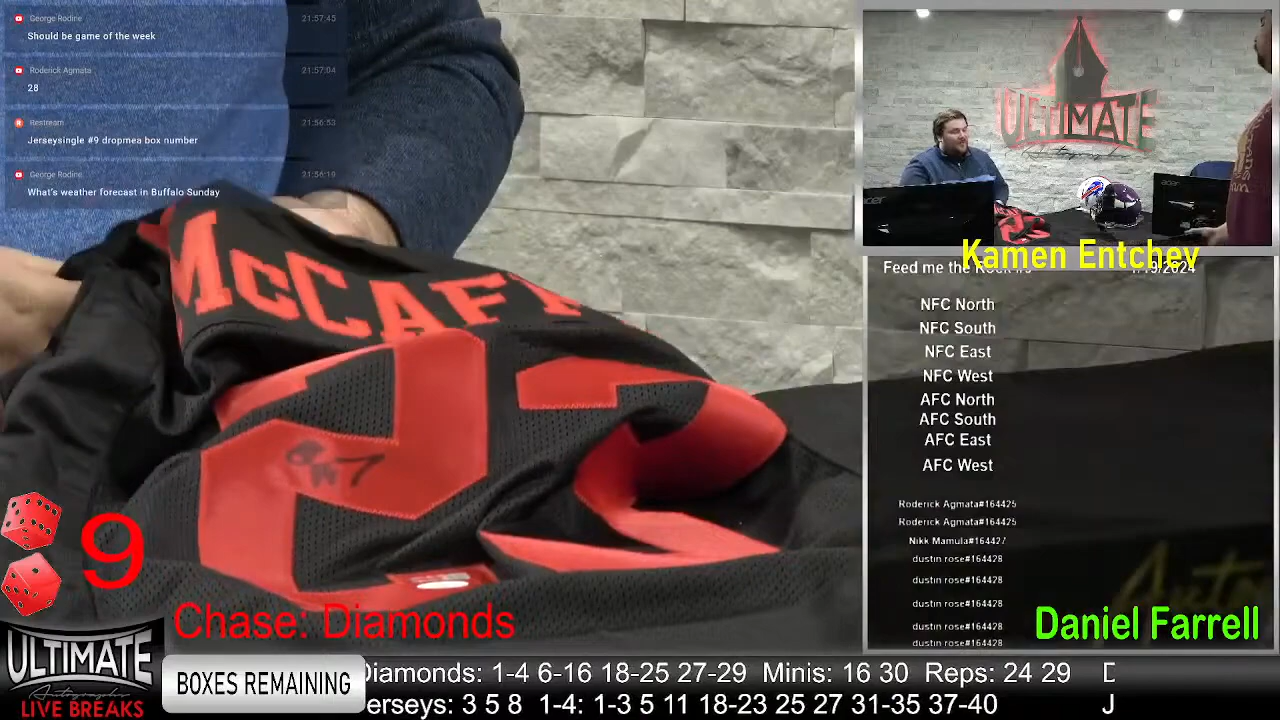 George Rodine 21:57:45
Should be game of the week
Roderick Agmata 21:57:04
28
Restream 21:56:53
Jerseysingle #9 dropmea box number
George Rodine 21:56:10
What's weather forecast in Buffalo Sunday
McCAF
ULTIMATE
acer
acer
Kamen Entchey
Feed me the
NFC North
NFC South
NFC East
NFC West
AFC North
AFC South
AFC East
AFC West
Roderick Agmata#164425
Roderick Agmata#164425
Nikk Mamula#164427
dustin rose#164428
dustin rose#164428
dustin rose#164428
dustin rose#164428
dustin rose#164428
Daniel Farrell
9
Chase: Diamonds
ULTIMATE
Autographs
LIVE BREAKS
BOXES REMAINING
Diamonds: 1-4 6-16 18-25 27-29 Minis: 16 30 Reps: 24 29
erseys: 3 5 8 1-4: 1-3 5 11 18-23 25 27 31-35 37-40 J